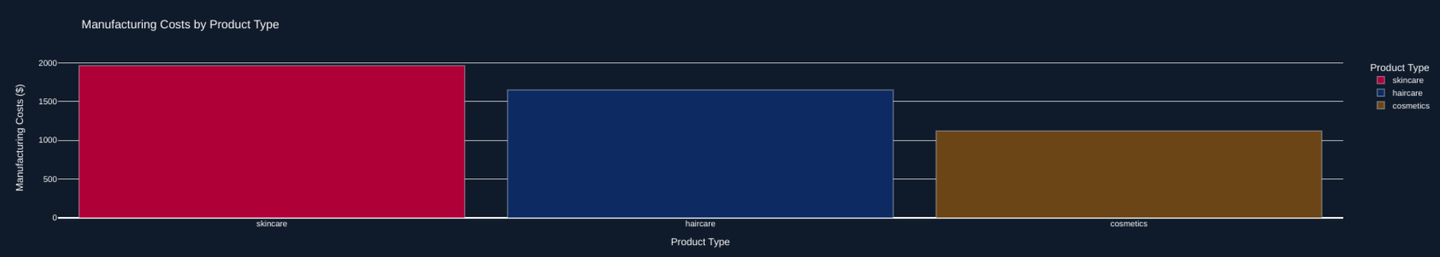 Manufacturing Costs by Product Type
Manufacturing Costs ($)
2000
1500
1000
500
0
skincare
haircare
cosmetics
Product Type
Product Type
skincare
haircare
cosmetics